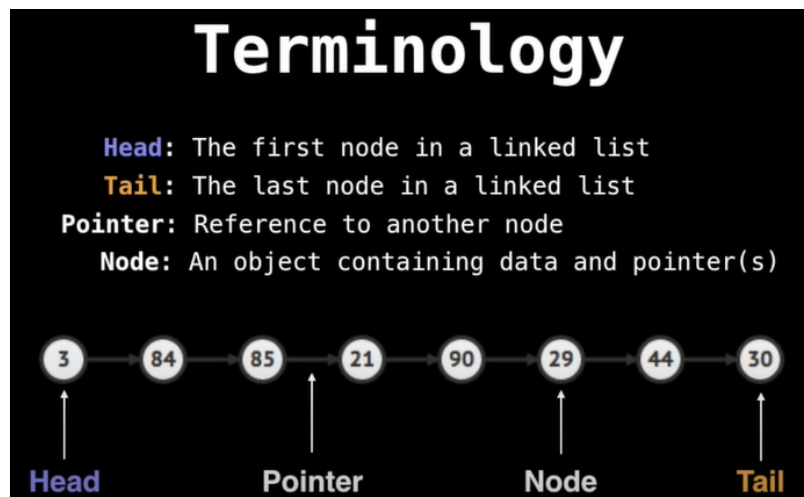 Terminology
Head: The first node in a linked list
Tail: The last node in a linked list
Pointer: Reference to another node
Node: An object containing data and pointer(s)
3 84 85 21 90 29 44 30
Head Pointer Node Tail